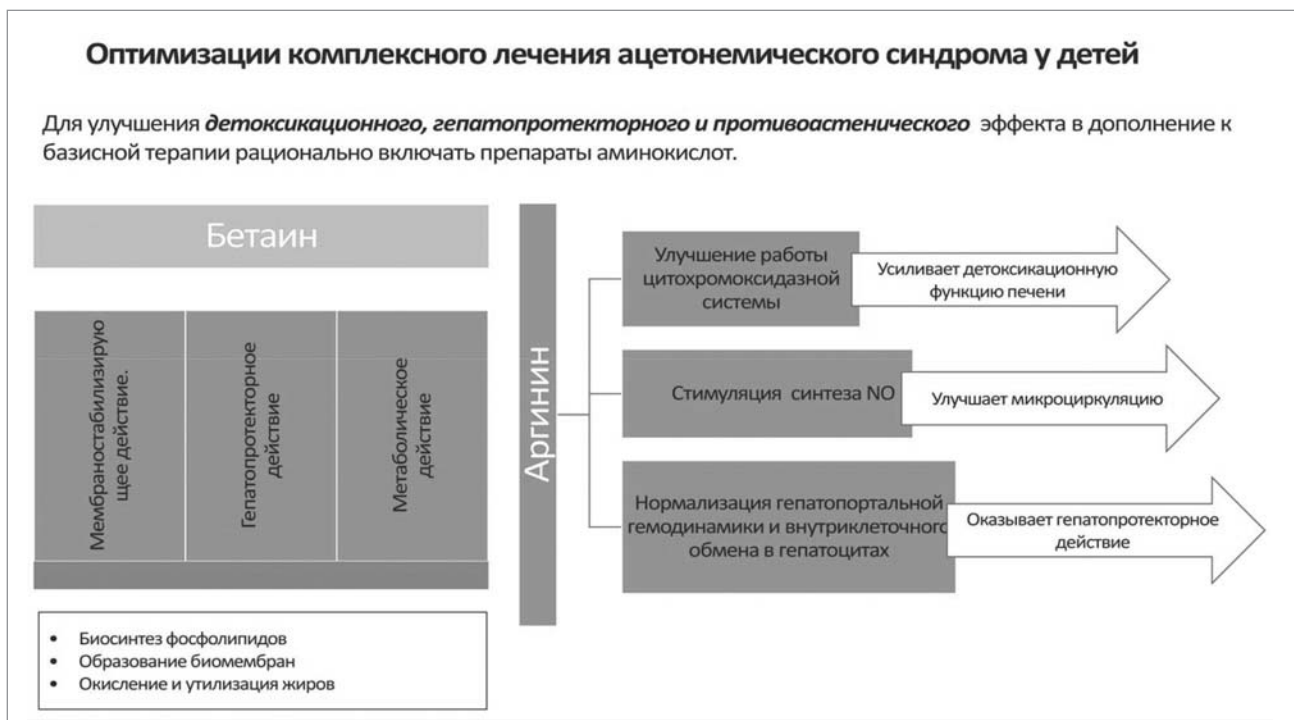 Оптимизации комплексного лечения ацетонемического синдрома у детей
Для улучшения детоксикационного, гепатопротекторного и противоастенического эффекта в дополнение к
базисной терапии рационально включать препараты аминокислот.
Бетаин
Мембраностабилизирую
щее действие.
Гепатопротекторное
действие
Метаболическое
действие
Биосинтез фосфолипидов
Образование биомембран
Окисление и утилизация жиров
Аргинин
Улучшение работы
цитохромоксидазной
системы
Усиливает детоксикационную
функцию печени
Стимуляция синтеза NO
Улучшает микроциркуляцию
Нормализация гепатопортальной
гемодинамики и внутриклеточного
обмена в гепатоцитах
Оказывает гепатопротекторное
действие